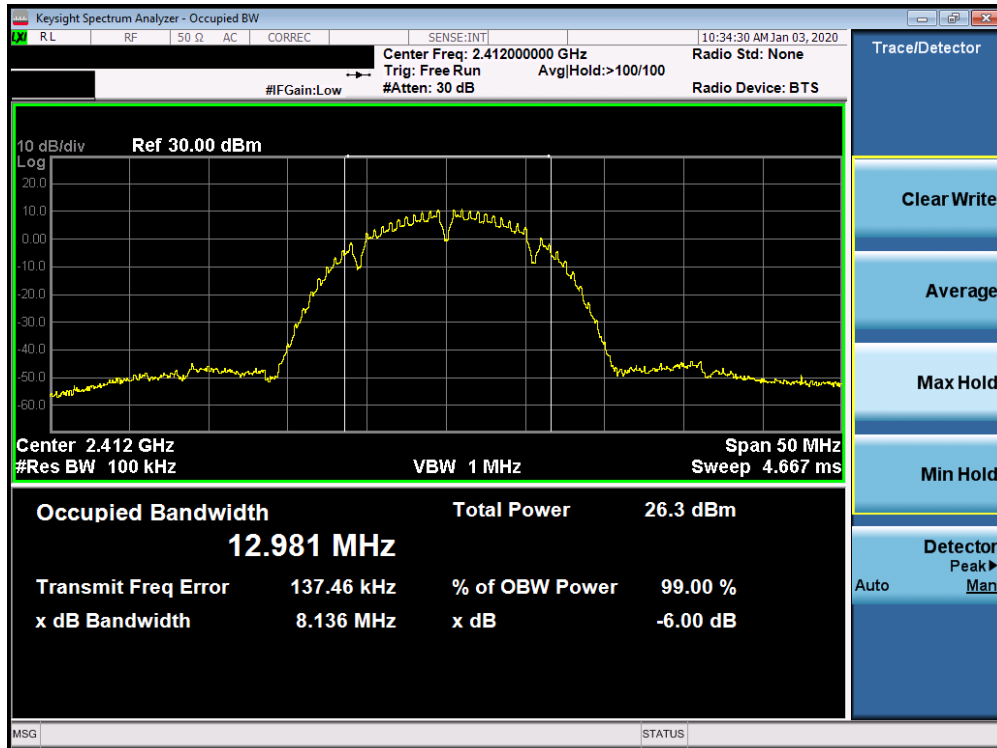 Keysight Spectrum Analyzer - Occupied BW
LXI RL RF 50 Ω AC CORREC SENSE:INT 10:34:30 AM Jan 03, 2020
Center Freq: 2.412000000 GHz Radio Std: None
Trig: Free Run Avg|Hold:>100/100
#IFGain:Low #Atten: 30 dB Radio Device: BTS
Trace/Detector
10 dB/div Ref 30.00 dBm
Log
20.0
10.0
0.00
-10.0
-20.0
-30.0
-40.0
-50.0
-60.0
Center 2.412 GHz Span 50 MHz
#Res BW 100 kHz VBW 1 MHz Sweep 4.667 ms
Occupied Bandwidth Total Power 26.3 dBm
12.981 MHz
Transmit Freq Error 137.46 kHz % of OBW Power 99.00 %
x dB Bandwidth 8.136 MHz x dB -6.00 dB
Clear Write
Average
Max Hold
Min Hold
Detector
Peak▶
Auto Man
MSG STATUS